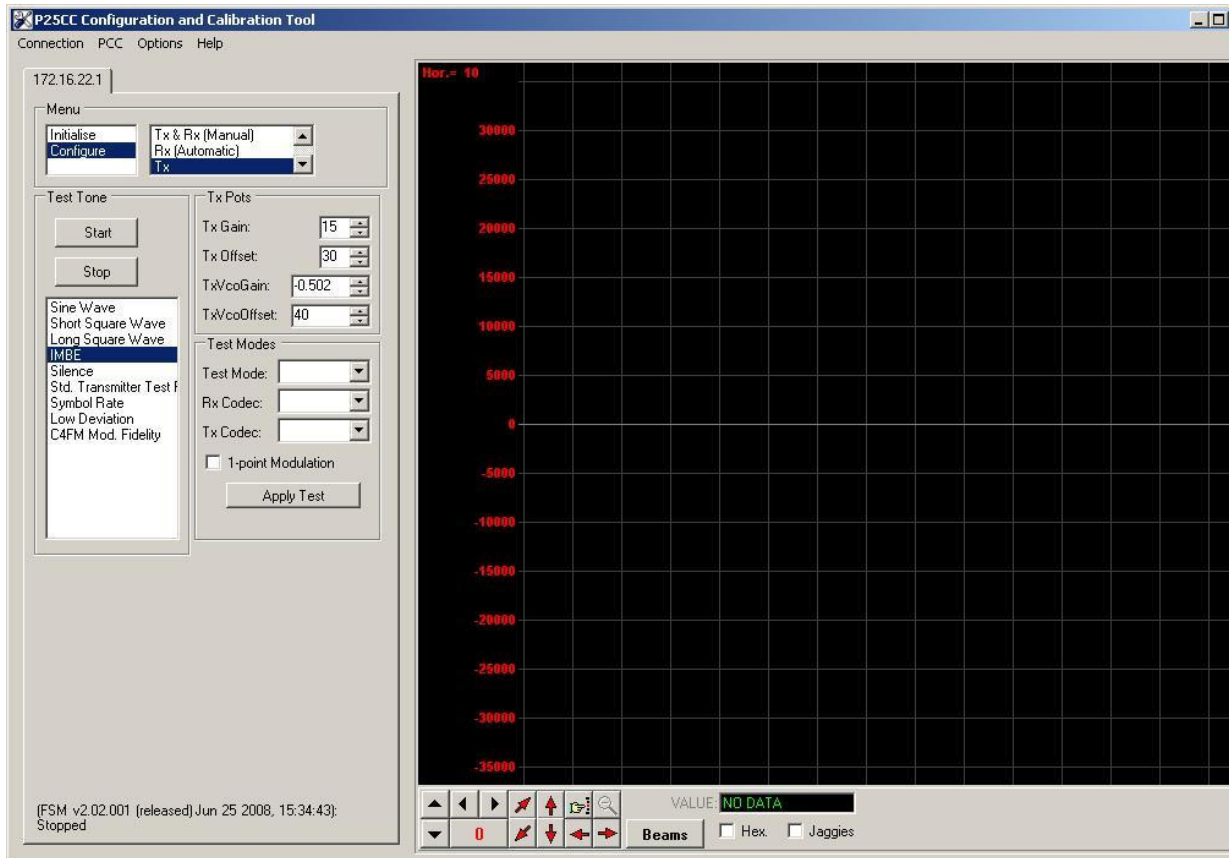 P25CC Configuration and Calibration Tool
Connection PCC Options Help
172.16.22.1
Menu
Initialise
Configure
Tx & Rx (Manual)
Rx (Automatic)
Tx
Test Tone
Start
Stop
Sine Wave
Short Square Wave
Long Square Wave
IMBE
Silence
Std. Transmitter Test
Symbol Rate
Low Deviation
C4FM Mod. Fidelity
Tx Pots
Tx Gain: 15
Tx Offset: 30
TxVcoGain: -0.502
TxVcoOffset: 40
Test Modes
Test Mode:
Rx Codec:
Tx Codec:
1-point Modulation
Apply Test
(FSM v2.02.001 (released) Jun 25 2008, 15:34:43):
Stopped
Hor.= 10
30000
25000
20000
15000
10000
5000
0
-5000
-10000
-15000
-20000
-25000
-30000
-35000
0
VALUE: NO DATA
Beams
Hex.
Jaggies